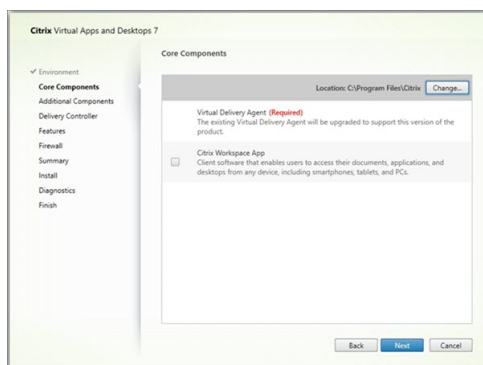 Citrix Virtual Apps and Desktops 7
Core Components
✓ Environment
Core Components
Additional Components
Delivery Controller
Features
Firewall
Summary
Install
Diagnostics
Finish
Location: C:\Program Files\Citrix
Change...
Virtual Delivery Agent (Required)
The existing Virtual Delivery Agent will be upgraded to support this version of the
product.
Citrix Workspace App
Client software that enables users to access their documents, applications, and
desktops from any device, including smartphones, tablets, and PCs.
Back
Next
Cancel